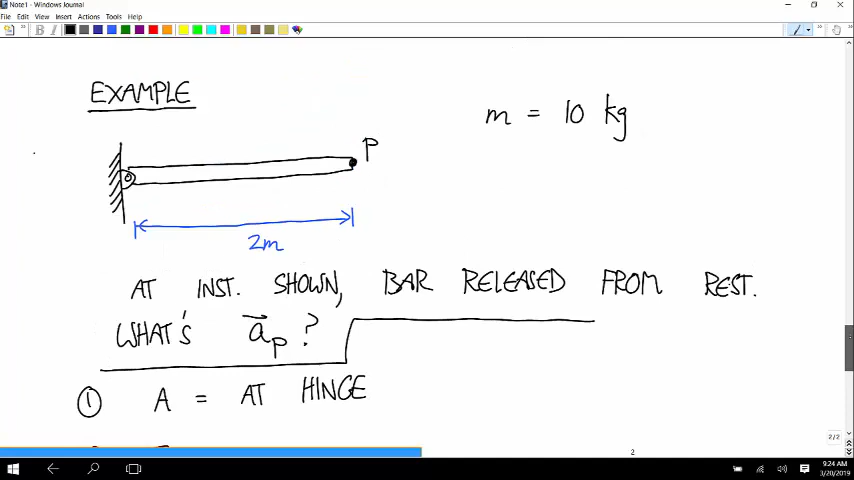 Note1 - Windows Journal
File Edit View Insert Actions Tools Help
B I
EXAMPLE
m = 10 kg
P
2m
AT INST. SHOWN, BAR RELEASED FROM REST.
WHAT'S a⃗p ?
① A = AT HINGE
2/2
2
9:24 AM
3/20/2019